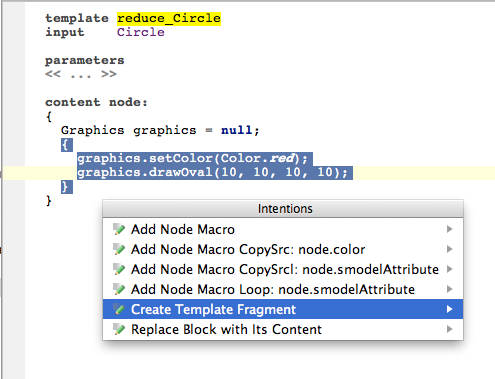 template reduce_Circle
input Circle
parameters
<< ... >>
content node:
{
Graphics graphics = null;
{
graphics.setColor(Color.red);
graphics.drawOval(10, 10, 10, 10);
}
}
Intentions
Add Node Macro
Add Node Macro CopySrc: node.color
Add Node Macro CopySrcl: node.smodelAttribute
Add Node Macro Loop: node.smodelAttribute
Create Template Fragment
Replace Block with Its Content